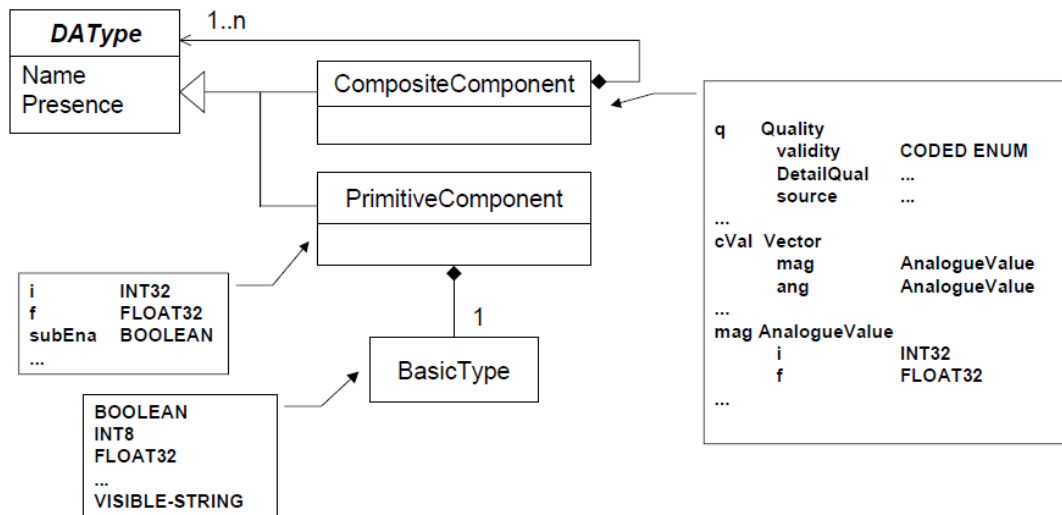 DAType
Name
Presence
1..n
CompositeComponent
PrimitiveComponent
1
BasicType
i INT32
f FLOAT32
subEna BOOLEAN
...
BOOLEAN
INT8
FLOAT32
...
VISIBLE-STRING
q Quality
validity CODED ENUM
DetailQual ...
source ...
...
cVal Vector
mag AnalogueValue
ang AnalogueValue
...
mag AnalogueValue
i INT32
f FLOAT32
...